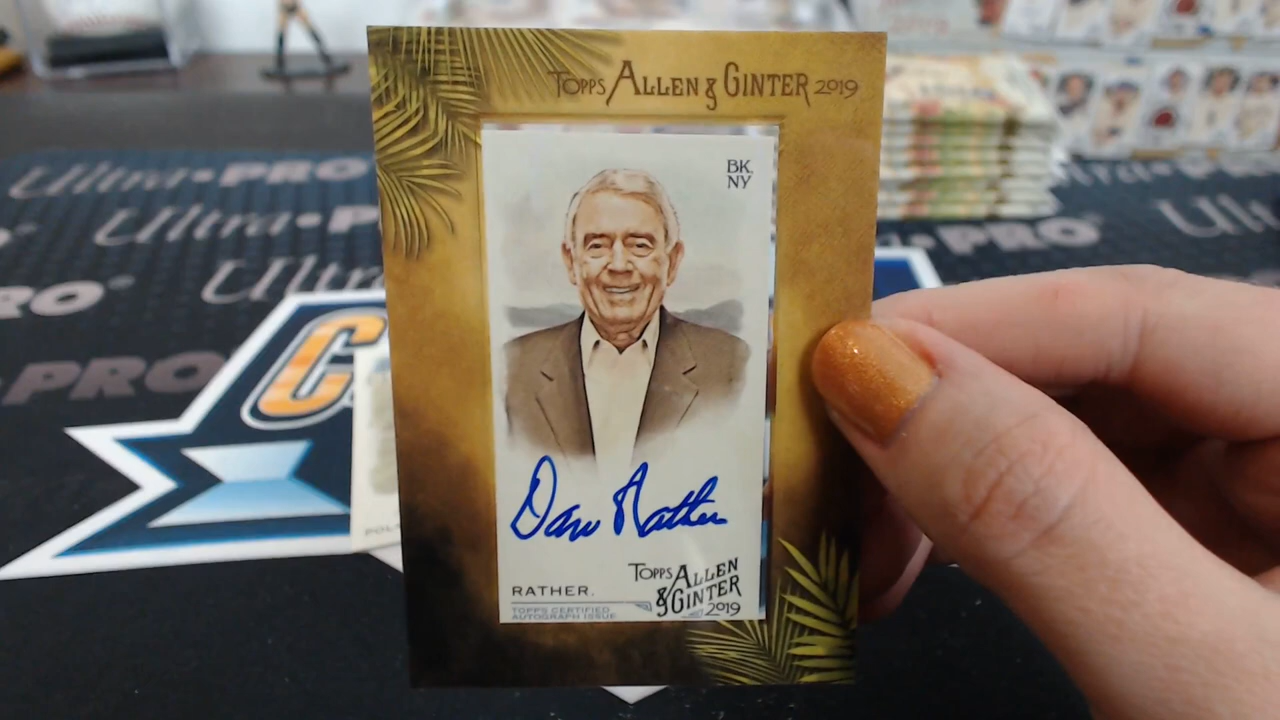 TOPPS ALLEN & GINTER 2019
BK,
NY
Dan Rather
RATHER.
TOPPS CERTIFIED
AUTOGRAPH ISSUE
TOPPS ALLEN
& GINTER
2019
Ultra•PRO
Ultra•PRO
Ultra
PRO
PRO
PRO
C